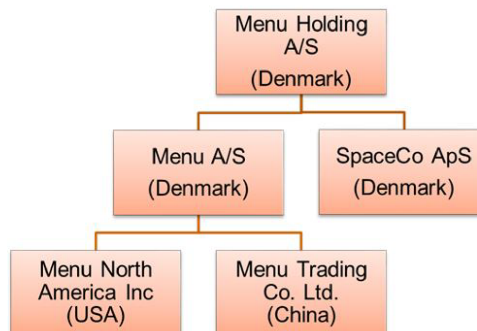 Menu Holding
A/S
(Denmark)
Menu A/S
(Denmark)
SpaceCo ApS
(Denmark)
Menu North
America Inc
(USA)
Menu Trading
Co. Ltd.
(China)